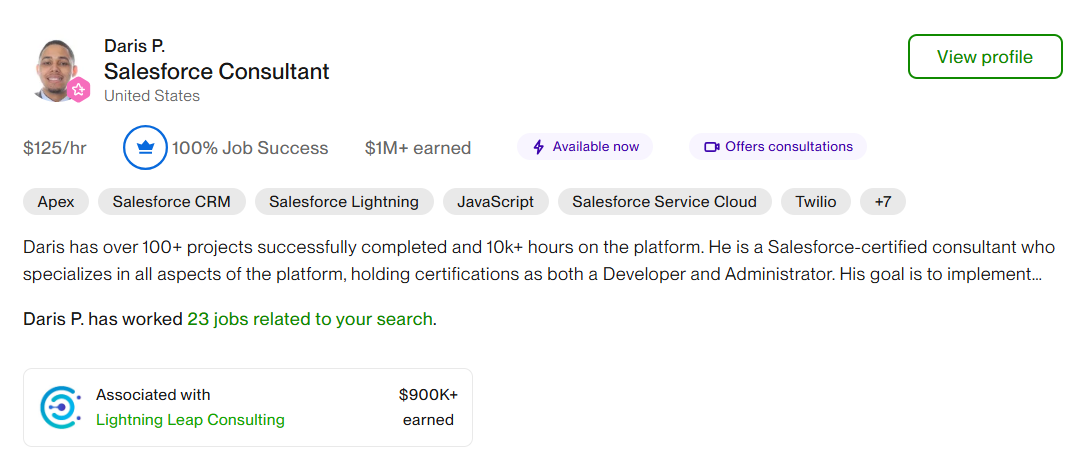 Daris P.
Salesforce Consultant
United States
View profile
$125/hr
100% Job Success
$1M+ earned
Available now
Offers consultations
Apex
Salesforce CRM
Salesforce Lightning
JavaScript
Salesforce Service Cloud
Twilio
+7
Daris has over 100+ projects successfully completed and 10k+ hours on the platform. He is a Salesforce-certified consultant who
specializes in all aspects of the platform, holding certifications as both a Developer and Administrator. His goal is to implement...
Daris P. has worked 23 jobs related to your search.
Associated with
Lightning Leap Consulting
$900K+
earned